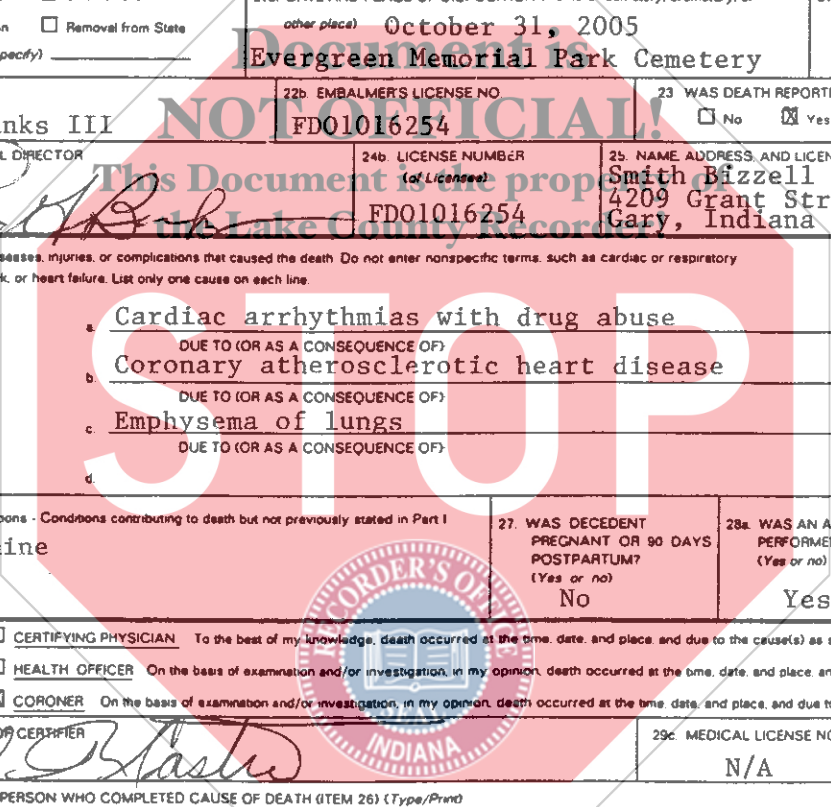 Removal from State
other place) October 31, 2005
pecify)
Evergreen Memorial Park Cemetery
Document is
NOT OFFICIAL!
This Document is the property of
the Lake County Recorder!
STOP
22b. EMBALMER'S LICENSE NO.
23 WAS DEATH REPORTE
nks III
FD01016254
No Yes
L DIRECTOR
24b. LICENSE NUMBER
(of Licensee)
FD01016254
25. NAME, ADDRESS, AND LICEN
Smith Bizzell
4209 Grant Str
Gary, Indiana
seases, injuries, or complications that caused the death. Do not enter nonspecific terms, such as cardiac or respiratory
k, or heart failure. List only one cause on each line.
a. Cardiac arrhythmias with drug abuse
DUE TO (OR AS A CONSEQUENCE OF)
b. Coronary atherosclerotic heart disease
DUE TO (OR AS A CONSEQUENCE OF)
c. Emphysema of lungs
DUE TO (OR AS A CONSEQUENCE OF)
d.
ons - Conditions contributing to death but not previously stated in Part I
ine
27. WAS DECEDENT
PREGNANT OR 90 DAYS
POSTPARTUM?
(Yes or no)
No
28a. WAS AN A
PERFORME
(Yes or no)
Yes
RECORDER'S OFFICE
SEAL
INDIANA
CERTIFYING PHYSICIAN To the best of my knowledge, death occurred at the time, date, and place, and due to the cause(s) as s
HEALTH OFFICER On the basis of examination and/or investigation, in my opinion, death occurred at the time, date, and place, an
CORONER On the basis of examination and/or investigation, in my opinion, death occurred at the time, date, and place, and due t
CERTIFIER
29c. MEDICAL LICENSE NO
N/A
PERSON WHO COMPLETED CAUSE OF DEATH (ITEM 26) (Type/Print)